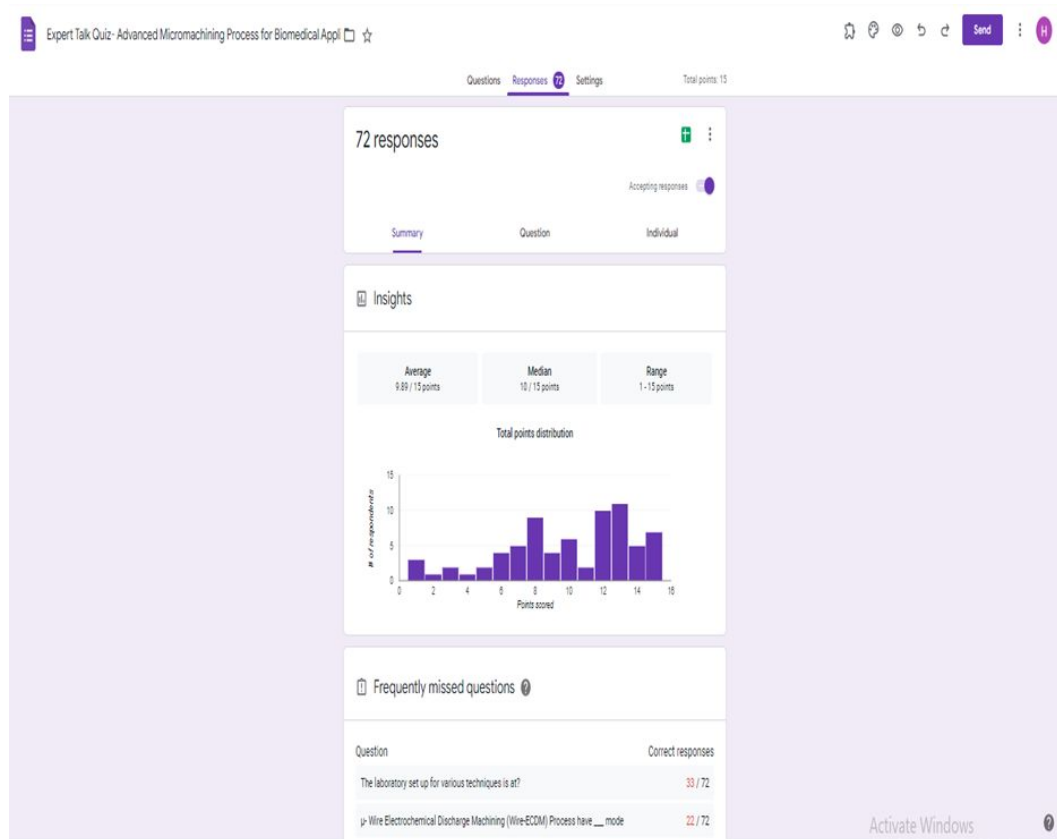 Expert Talk Quiz- Advanced Micromachining Process for Biomedical Appl
Send
H
Questions Responses 72 Settings Total points: 15
72 responses
Accepting responses
Summary Question Individual
Insights
Average Median Range
9.89 / 15 points 10 / 15 points 1 - 15 points
Total points distribution
# of respondents
15
10
5
0
0 2 4 6 8 10 12 14 16
Points scored
Frequently missed questions
Question Correct responses
The laboratory set up for various techniques is at? 33 / 72
µ- Wire Electrochemical Discharge Machining (Wire-ECDM) Process have __ mode 22 / 72
Activate Windows